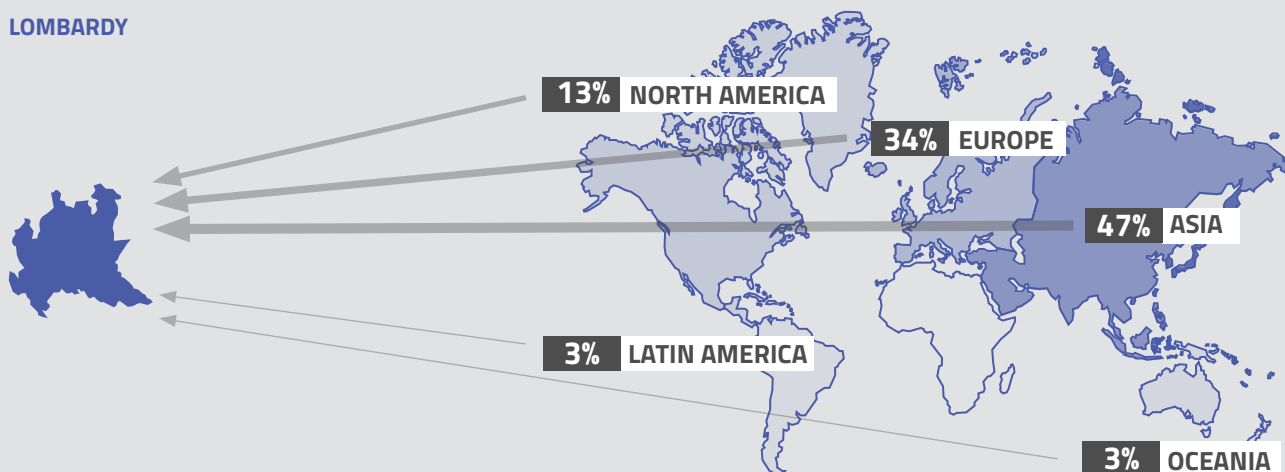 LOMBARDY
13% NORTH AMERICA
34% EUROPE
47% ASIA
3% LATIN AMERICA
3% OCEANIA